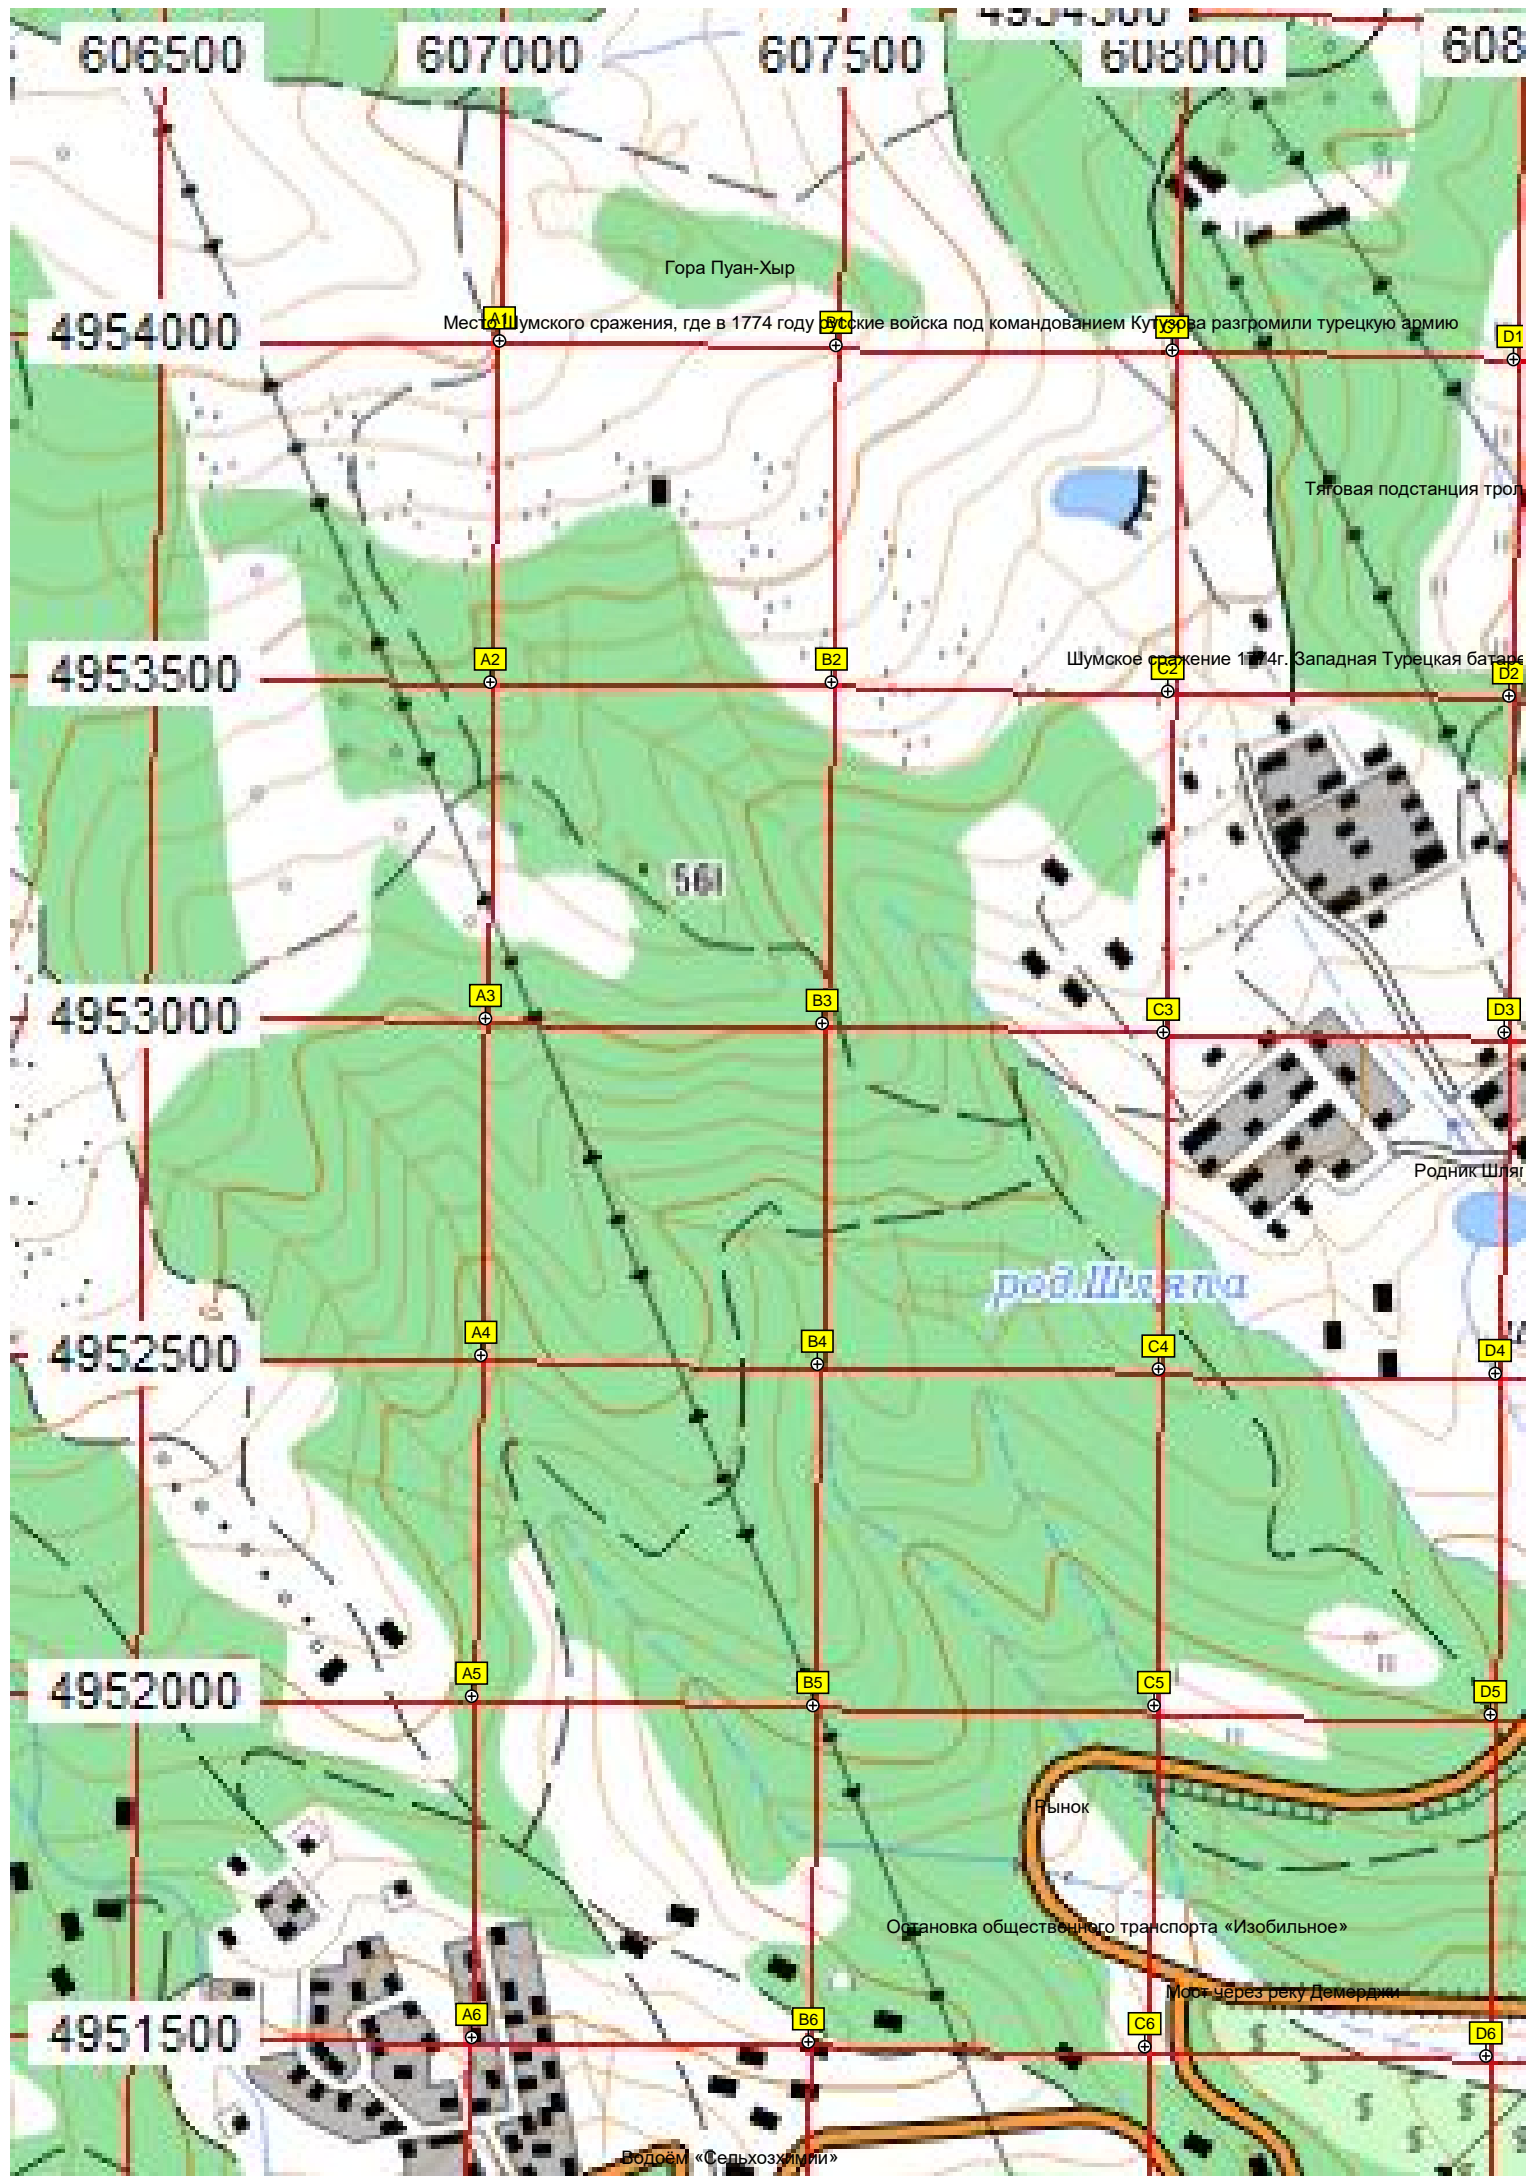 4954500
606500 607000 607500 608000 608
Гора Пуан-Хыр
A1 B1 C1 D1
4954000
Место Шумского сражения, где в 1774 году русские войска под командованием Кутузова разгромили турецкую армию
Тяговая подстанция трол
A2 B2 C2 D2
4953500
Шумское сражение 1774г. Западная Турецкая батаре
561
A3 B3 C3 D3
4953000
Родник Шляп
род.Шляпа
A4 B4 C4 D4
4952500
A5 B5 C5 D5
4952000
Рынок
Остановка общественного транспорта «Изобильное»
Мост через реку Демерджи
A6 B6 C6 D6
4951500
Водоём «Сельхозхимии»